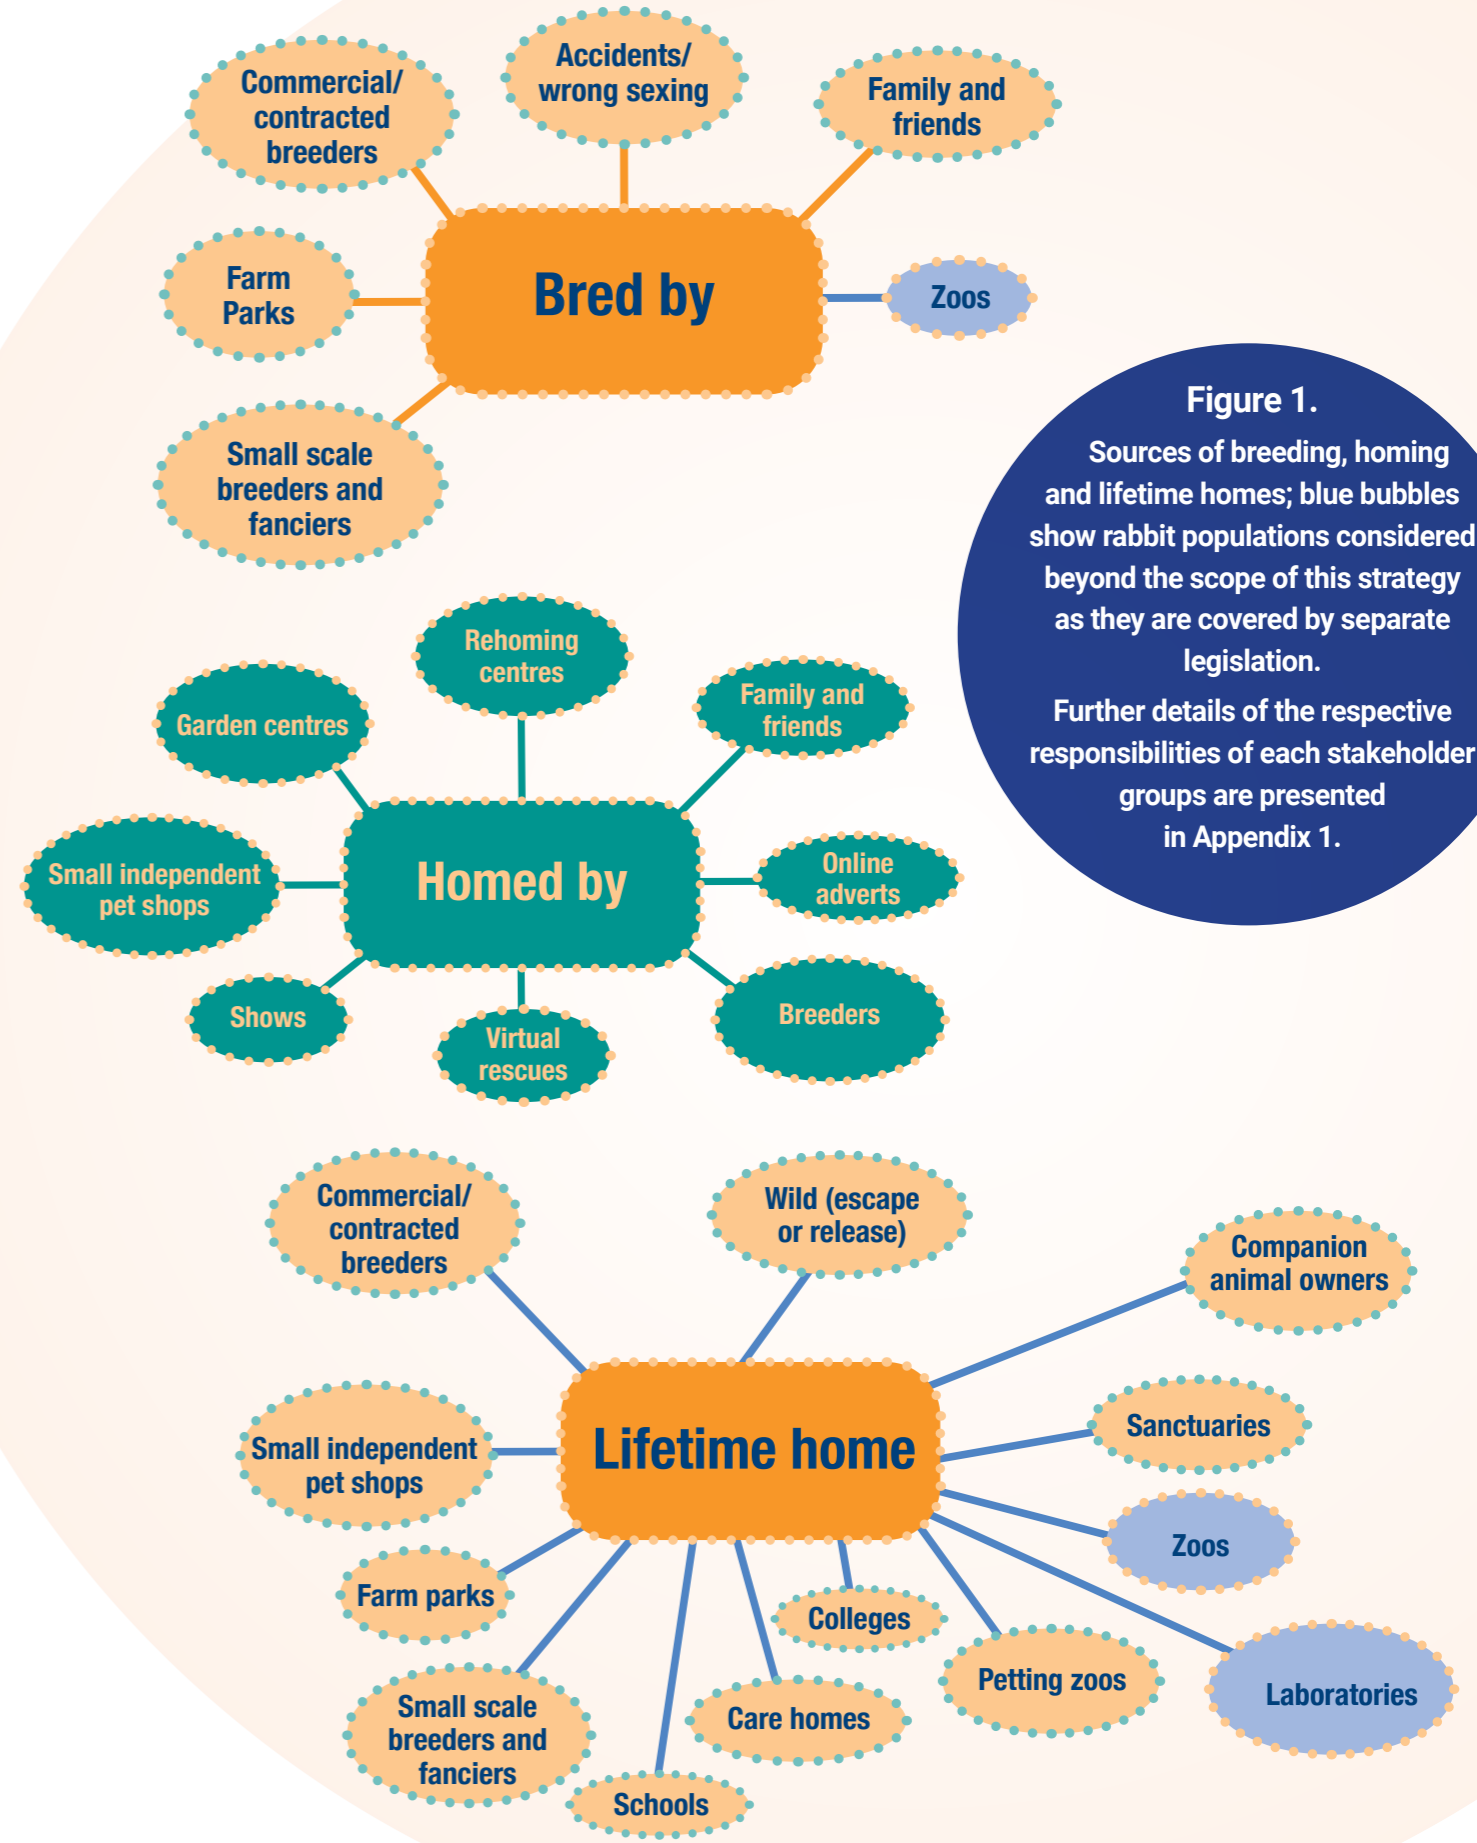 Commercial/
contracted
breeders
Accidents/
wrong sexing
Family and
friends
Farm
Parks
Bred by
Zoos
Small scale
breeders and
fanciers
Figure 1.
Sources of breeding, homing
and lifetime homes; blue bubbles
show rabbit populations considered
beyond the scope of this strategy
as they are covered by separate
legislation.
Further details of the respective
responsibilities of each stakeholder
groups are presented
in Appendix 1.
Rehoming
centres
Garden centres
Family and
friends
Small independent
pet shops
Homed by
Online
adverts
Shows
Virtual
rescues
Breeders
Commercial/
contracted
breeders
Wild (escape
or release)
Companion
animal owners
Small independent
pet shops
Lifetime home
Sanctuaries
Zoos
Farm parks
Colleges
Petting zoos
Laboratories
Small scale
breeders and
fanciers
Care homes
Schools